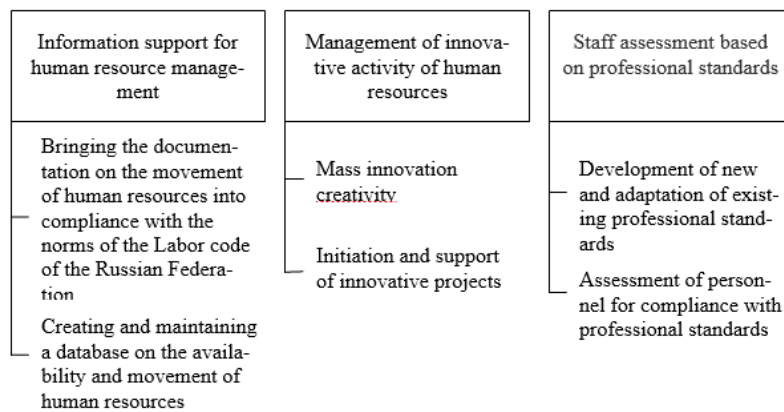 Information support for
human resource manage-
ment
Bringing the documen-
tation on the movement
of human resources into
compliance with the
norms of the Labor code
of the Russian Federa-
tion
Creating and maintaining
a database on the availa-
bility and movement of
human resources
Management of innova-
tive activity of human
resources
Mass innovation
creativity
Initiation and support
of innovative projects
Staff assessment based
on professional standards
Development of new
and adaptation of exist-
ing professional stand-
ards
Assessment of person-
nel for compliance with
professional standards